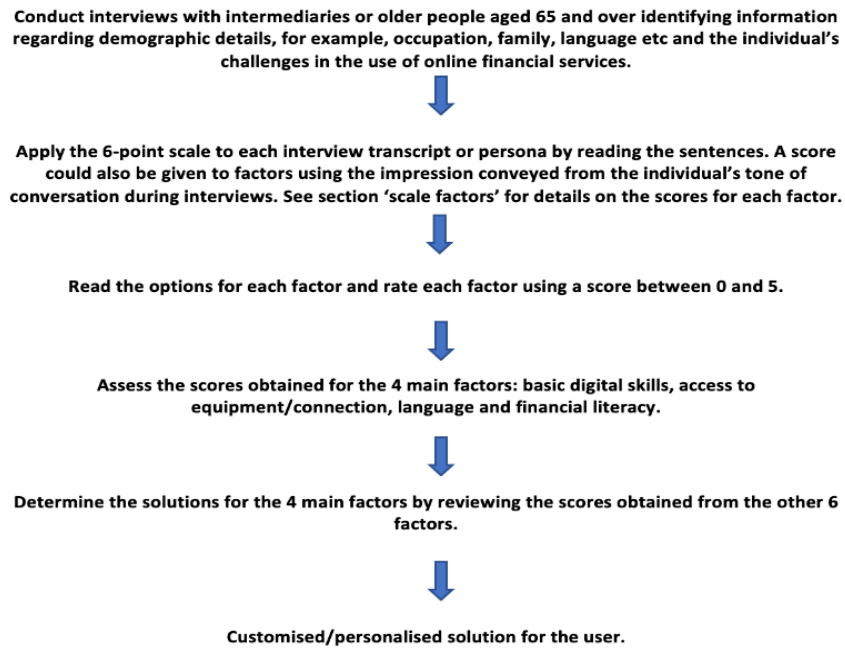 Conduct interviews with intermediaries or older people aged 65 and over identifying information
regarding demographic details, for example, occupation, family, language etc and the individual's
challenges in the use of online financial services.
Apply the 6-point scale to each interview transcript or persona by reading the sentences. A score
could also be given to factors using the impression conveyed from the individual's tone of
conversation during interviews. See section 'scale factors' for details on the scores for each factor.
Read the options for each factor and rate each factor using a score between 0 and 5.
Assess the scores obtained for the 4 main factors: basic digital skills, access to
equipment/connection, language and financial literacy.
Determine the solutions for the 4 main factors by reviewing the scores obtained from the other 6
factors.
Customised/personalised solution for the user.